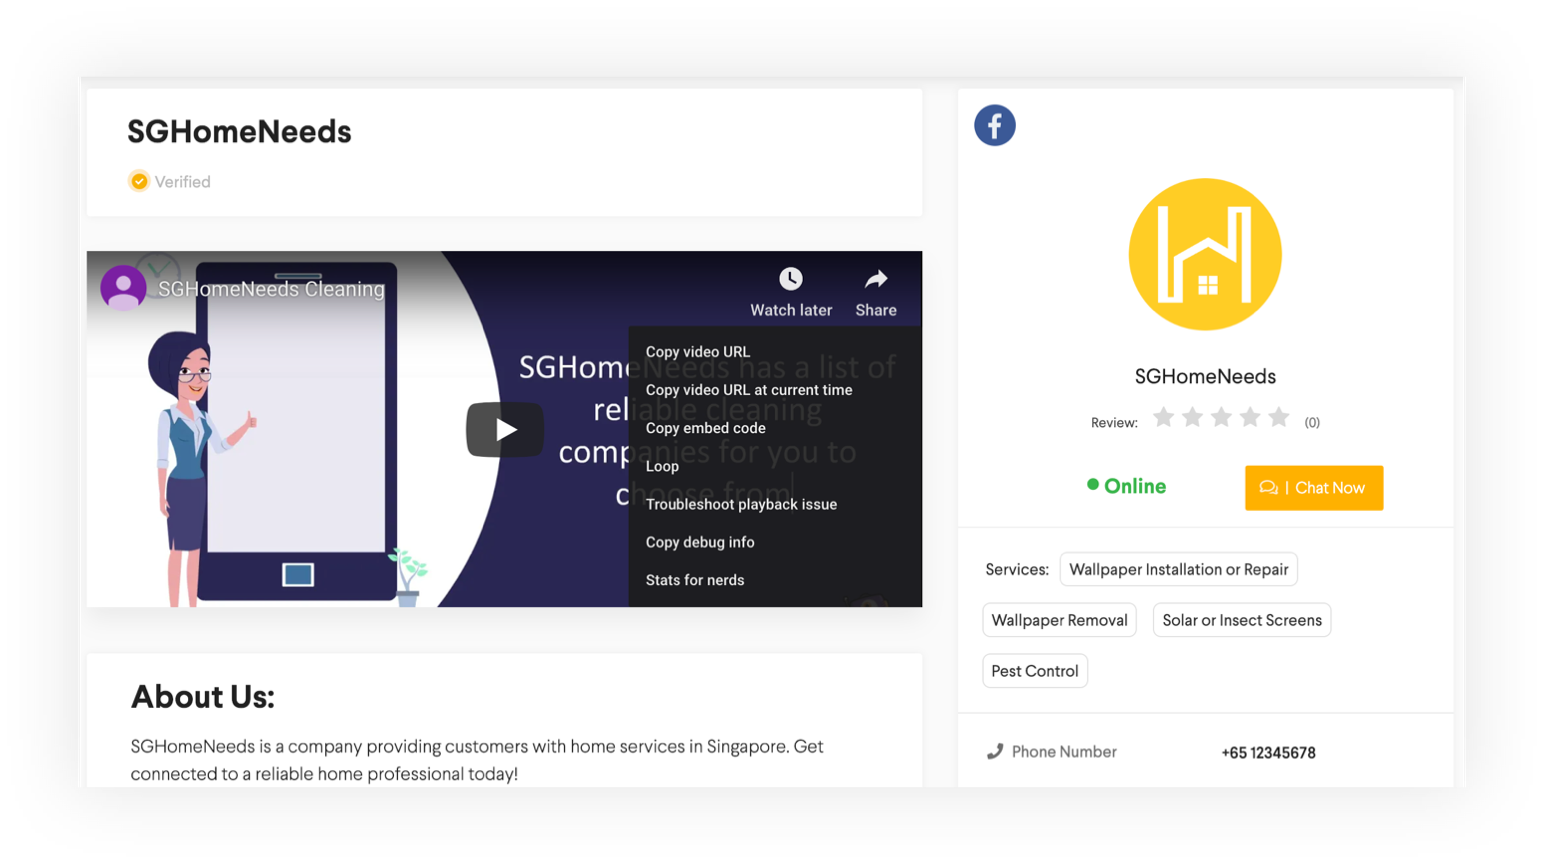 SGHomeNeeds
Verified
SGHomeNeeds Cleaning
Watch later
Share
SGHomeNeeds has a list of
reliable cleaning
companies for you to
choose from
Copy video URL
Copy video URL at current time
Copy embed code
Loop
Troubleshoot playback issue
Copy debug info
Stats for nerds
About Us:
SGHomeNeeds is a company providing customers with home services in Singapore. Get
connected to a reliable home professional today!
SGHomeNeeds
Review: (0)
Online
| Chat Now
Services: Wallpaper Installation or Repair
Wallpaper Removal Solar or Insect Screens
Pest Control
Phone Number +65 12345678